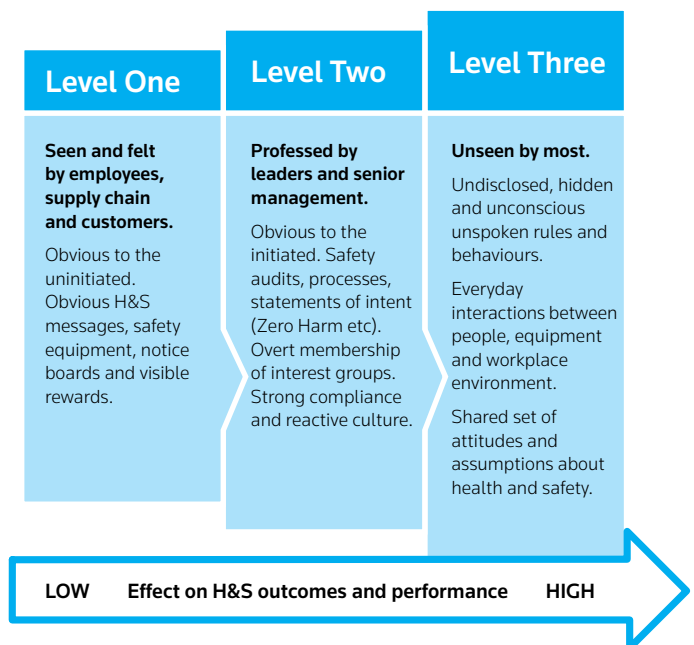 Level One
Seen and felt
by employees,
supply chain
and customers.
Obvious to the
uninitiated.
Obvious H&S
messages, safety
equipment, notice
boards and visible
rewards.
Level Two
Professed by
leaders and senior
management.
Obvious to the
initiated. Safety
audits, processes,
statements of intent
(Zero Harm etc).
Overt membership
of interest groups.
Strong compliance
and reactive culture.
Level Three
Unseen by most.
Undisclosed, hidden
and unconscious
unspoken rules and
behaviours.
Everyday
interactions between
people, equipment
and workplace
environment.
Shared set of
attitudes and
assumptions about
health and safety.
LOW Effect on H&S outcomes and performance HIGH